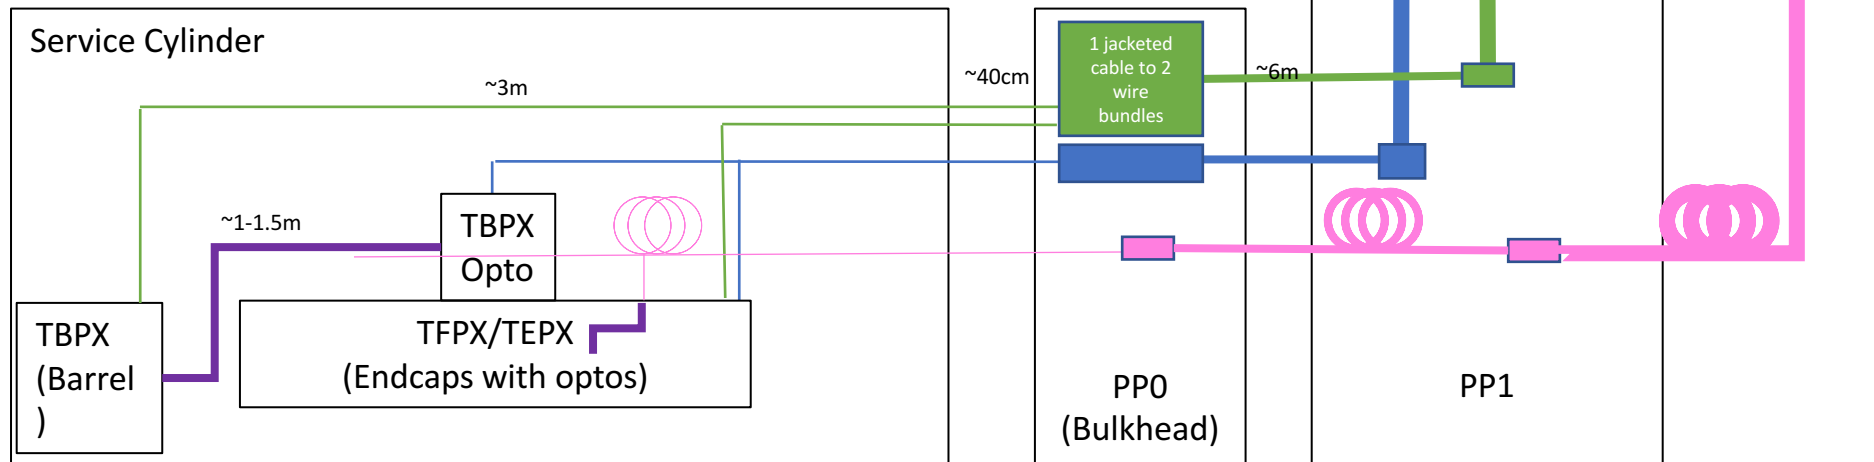 Service Cylinder
~3m
~40cm
1 jacketed
cable to 2
wire
bundles
~6m
~1-1.5m
TBPX
Opto
TBPX
(Barrel
)
TFPX/TEPX
(Endcaps with optos)
PP0
(Bulkhead)
PP1